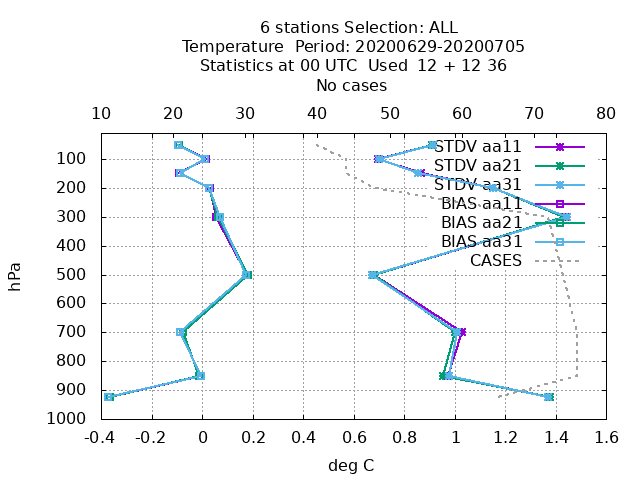 6 stations Selection: ALL
Temperature  Period: 20200629-20200705
Statistics at 00 UTC  Used  12 + 12 36
No cases
10 20 30 40 50 60 70 80
STDV aa11
STDV aa21
STDV aa31
BIAS aa11
BIAS aa21
BIAS aa31
CASES
100
200
300
400
500
600
700
800
900
1000
hPa
-0.4 -0.2 0 0.2 0.4 0.6 0.8 1 1.2 1.4 1.6
deg C